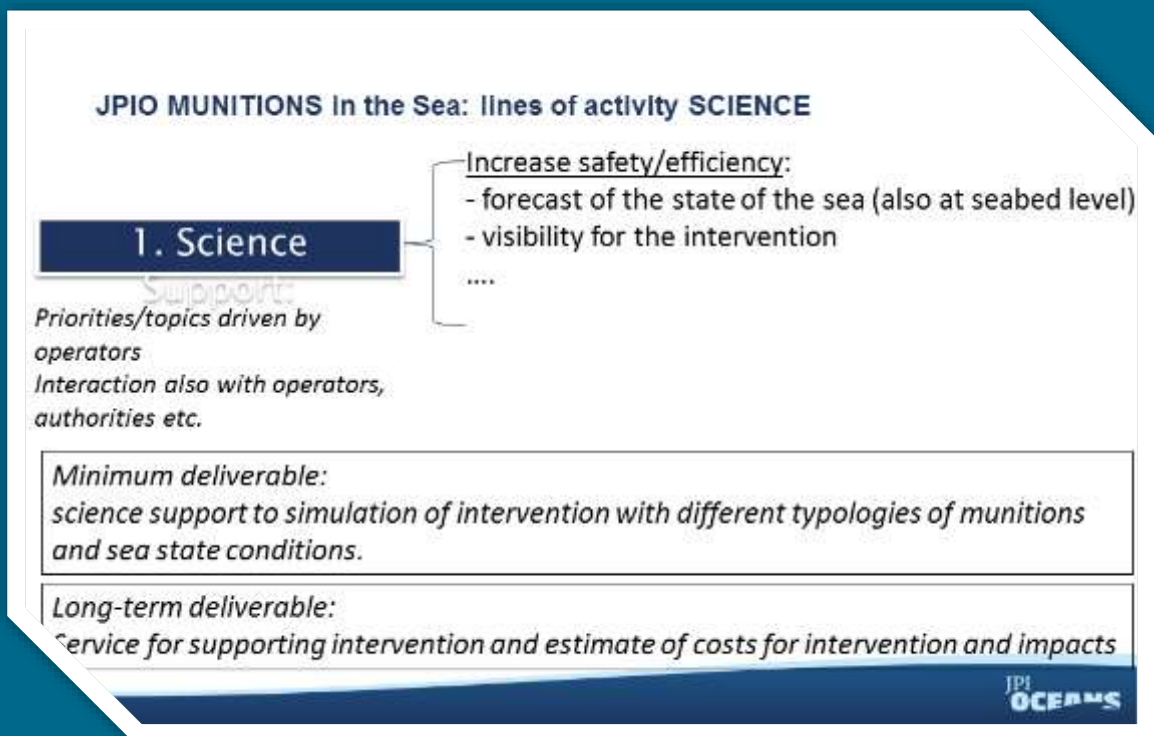 JPIO MUNITIONS in the Sea: lines of activity SCIENCE
Increase safety/efficiency:
- forecast of the state of the sea (also at seabed level)
- visibility for the intervention
....
1. Science
Support:
Priorities/topics driven by
operators
Interaction also with operators,
authorities etc.
Minimum deliverable:
science support to simulation of intervention with different typologies of munitions
and sea state conditions.
Long-term deliverable:
Service for supporting intervention and estimate of costs for intervention and impacts
JPI
OCEANS